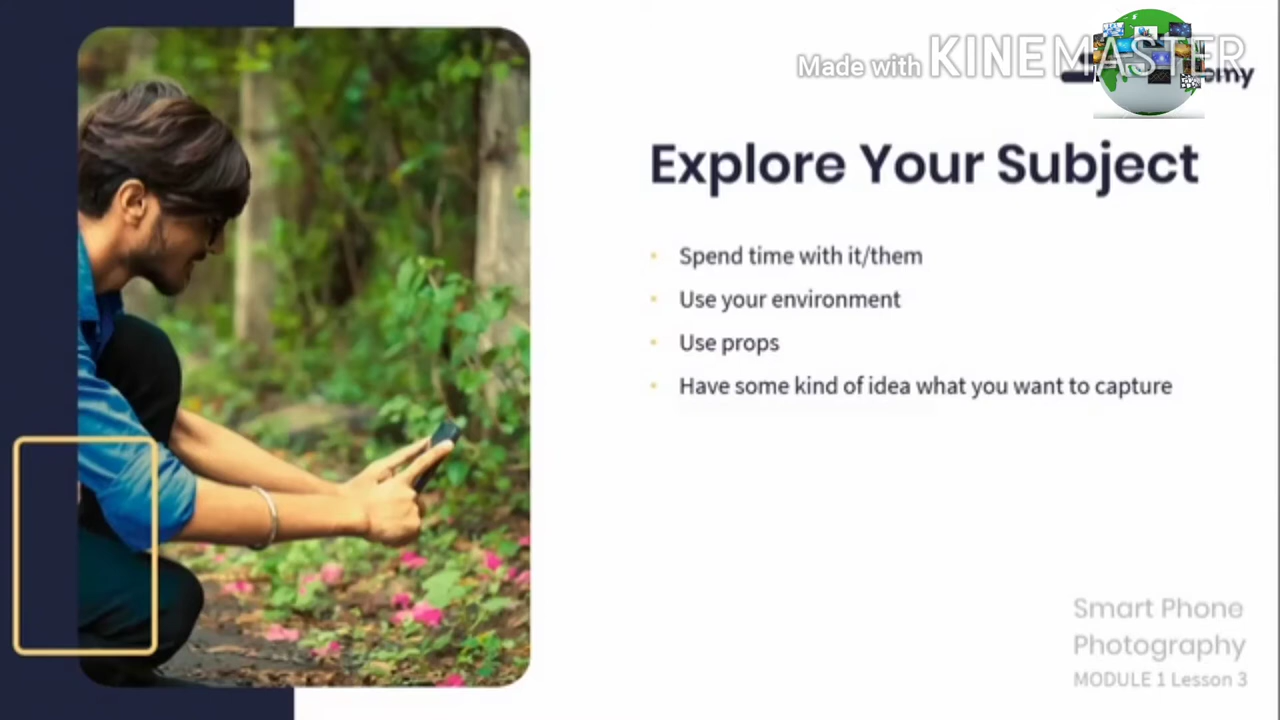 Made with KINEMASTER
Explore Your Subject
• Spend time with it/them
• Use your environment
• Use props
• Have some kind of idea what you want to capture
Smart Phone
Photography
MODULE 1 Lesson 3